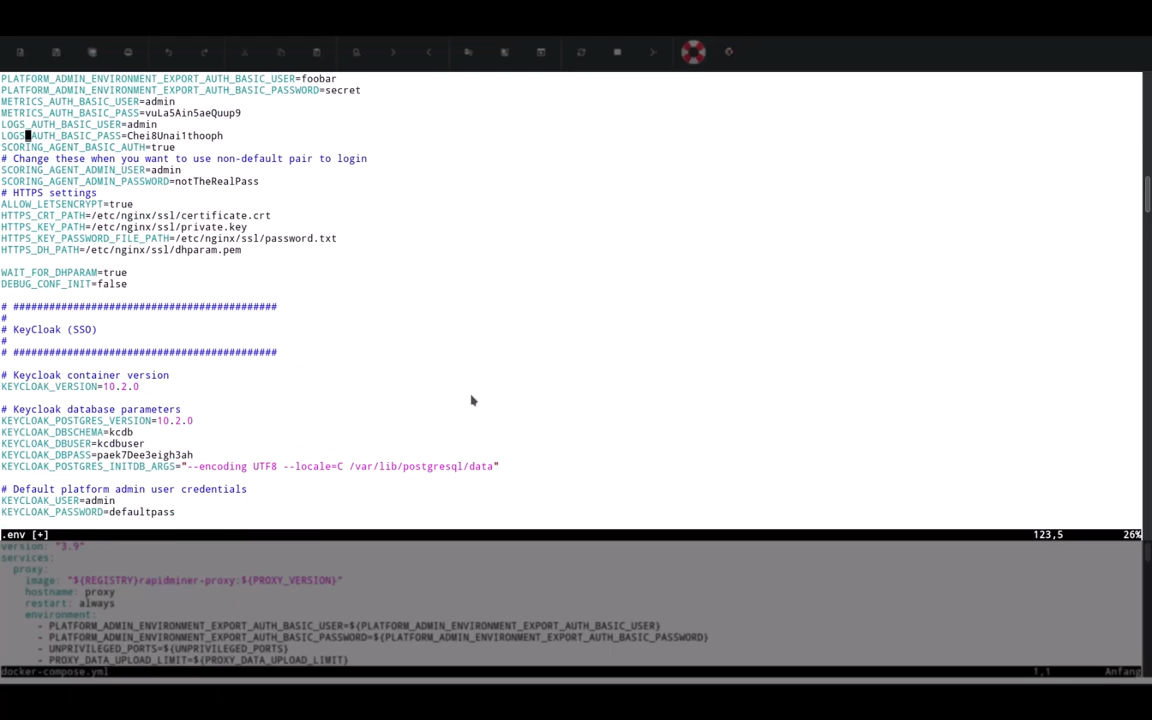 PLATFORM_ADMIN_ENVIRONMENT_EXPORT_AUTH_BASIC_USER=foobar
PLATFORM_ADMIN_ENVIRONMENT_EXPORT_AUTH_BASIC_PASSWORD=secret
METRICS_AUTH_BASIC_USER=admin
METRICS_AUTH_BASIC_PASS=vuLa5Ain5aeQuup9
LOGS_AUTH_BASIC_USER=admin
LOGS_AUTH_BASIC_PASS=Chei8Unai1thooph
SCORING_AGENT_BASIC_AUTH=true
# Change these when you want to use non-default pair to login
SCORING_AGENT_ADMIN_USER=admin
SCORING_AGENT_ADMIN_PASSWORD=notTheRealPass
# HTTPS settings
ALLOW_LETSENCRYPT=true
HTTPS_CRT_PATH=/etc/nginx/ssl/certificate.crt
HTTPS_KEY_PATH=/etc/nginx/ssl/private.key
HTTPS_KEY_PASSWORD_FILE_PATH=/etc/nginx/ssl/password.txt
HTTPS_DH_PATH=/etc/nginx/ssl/dhparam.pem
WAIT_FOR_DHPARAM=true
DEBUG_CONF_INIT=false
# ############################################
#
# KeyCloak (SSO)
#
# ############################################
# Keycloak container version
KEYCLOAK_VERSION=10.2.0
# Keycloak database parameters
KEYCLOAK_POSTGRES_VERSION=10.2.0
KEYCLOAK_DBSCHEMA=kcdb
KEYCLOAK_DBUSER=kcdbuser
KEYCLOAK_DBPASS=paek7Dee3eigh3ah
KEYCLOAK_POSTGRES_INITDB_ARGS="--encoding UTF8 --locale=C /var/lib/postgresql/data"
# Default platform admin user credentials
KEYCLOAK_USER=admin
KEYCLOAK_PASSWORD=defaultpass
.env [+] 123,5 26%
version: "3.9"
services:
proxy:
image: "${REGISTRY}rapidminer-proxy:${PROXY_VERSION}"
hostname: proxy
restart: always
environment:
- PLATFORM_ADMIN_ENVIRONMENT_EXPORT_AUTH_BASIC_USER=${PLATFORM_ADMIN_ENVIRONMENT_EXPORT_AUTH_BASIC_USER}
- PLATFORM_ADMIN_ENVIRONMENT_EXPORT_AUTH_BASIC_PASSWORD=${PLATFORM_ADMIN_ENVIRONMENT_EXPORT_AUTH_BASIC_PASSWORD}
- UNPRIVILEGED_PORTS=${UNPRIVILEGED_PORTS}
- PROXY_DATA_UPLOAD_LIMIT=${PROXY_DATA_UPLOAD_LIMIT}
docker-compose.yml 1,1 Anfang